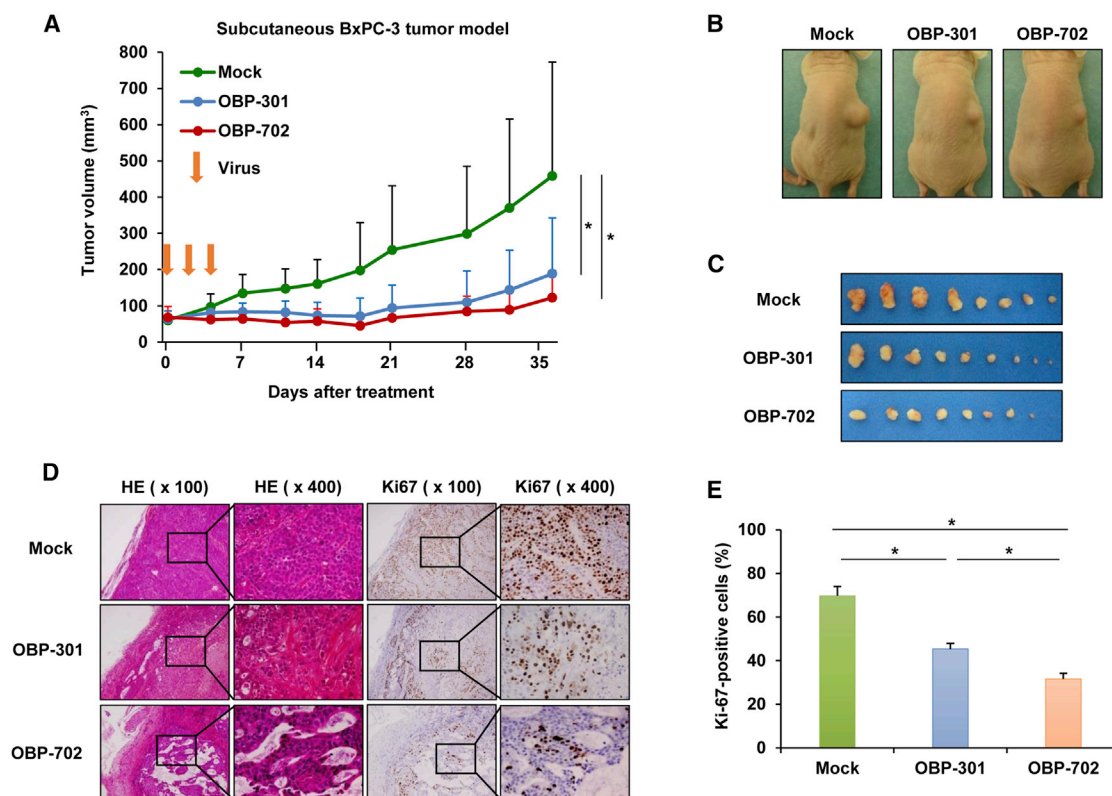 A
Subcutaneous BxPC-3 tumor model
Tumor volume (mm³)
800
700
600
500
400
300
200
100
0
Mock
OBP-301
OBP-702
Virus
*
*
0 7 14 21 28 35
Days after treatment
B
Mock OBP-301 OBP-702
C
Mock
OBP-301
OBP-702
D
HE ( x 100) HE ( x 400) Ki67 ( x 100) Ki67 ( x 400)
Mock
OBP-301
OBP-702
E
Ki-67-positive cells (%)
100
80
60
40
20
0
*
* *
Mock OBP-301 OBP-702